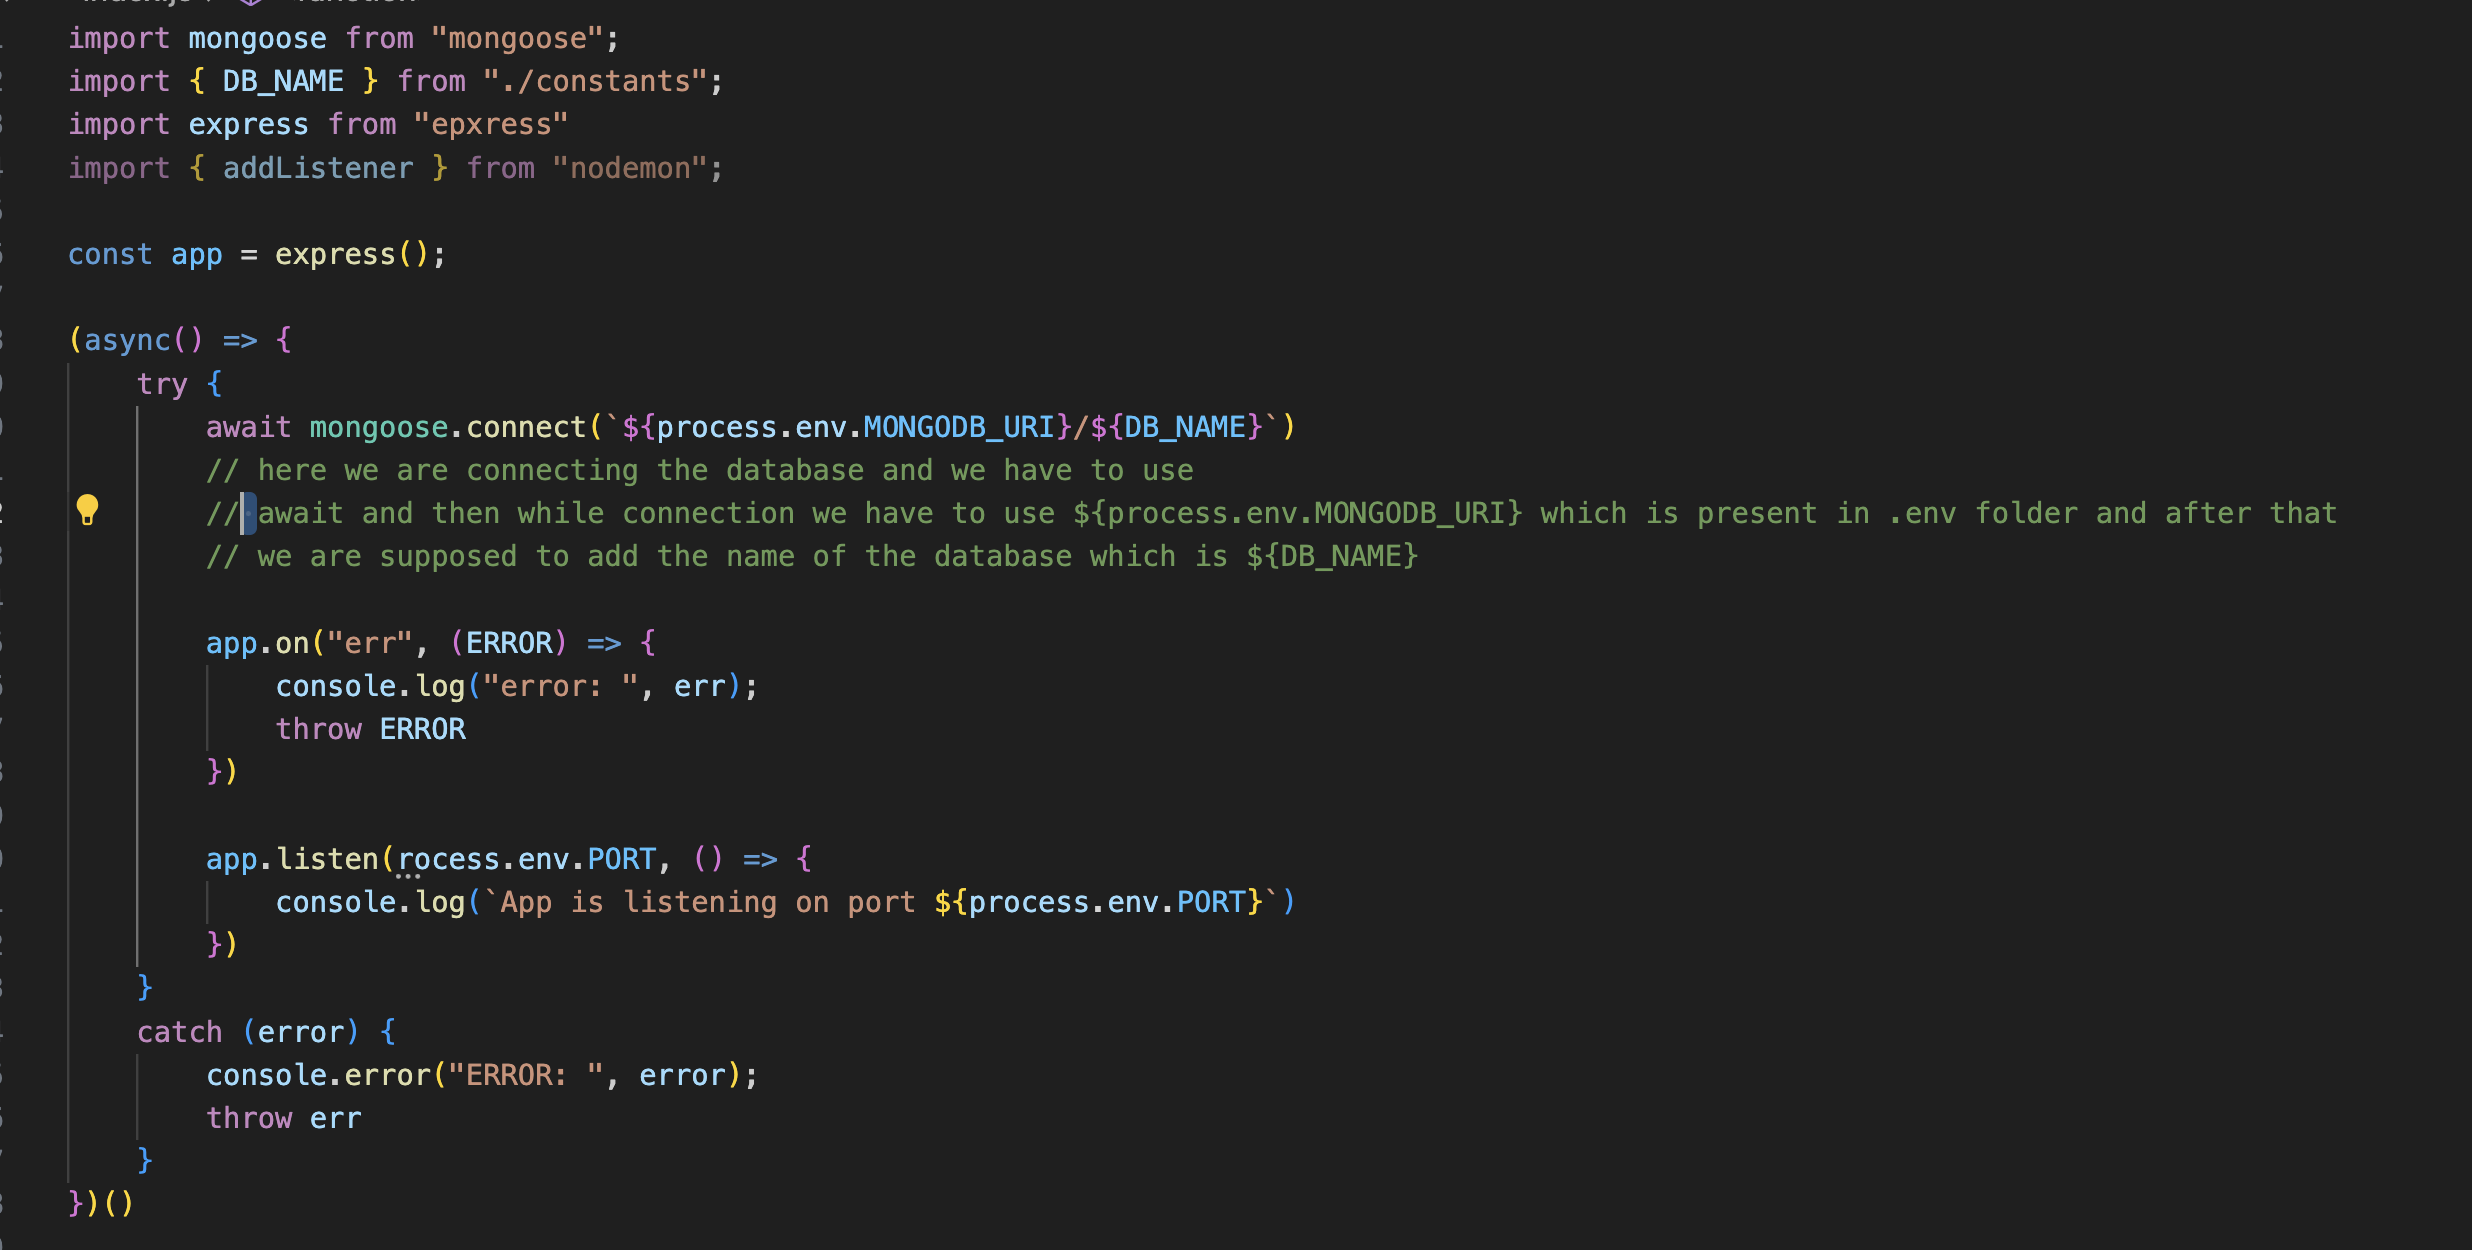 import mongoose from "mongoose";
import { DB_NAME } from "./constants";
import express from "epxress"
import { addListener } from "nodemon";

const app = express();

(async() => {
    try {
        await mongoose.connect(`${process.env.MONGODB_URI}/${DB_NAME}`)
        // here we are connecting the database and we have to use
        // await and then while connection we have to use ${process.env.MONGODB_URI} which is present in .env folder and after that
        // we are supposed to add the name of the database which is ${DB_NAME}

        app.on("err", (ERROR) => {
            console.log("error: ", err);
            throw ERROR
        })

        app.listen(rocess.env.PORT, () => {
            console.log(`App is listening on port ${process.env.PORT}`)
        })
    }
    catch (error) {
        console.error("ERROR: ", error);
        throw err
    }
})()